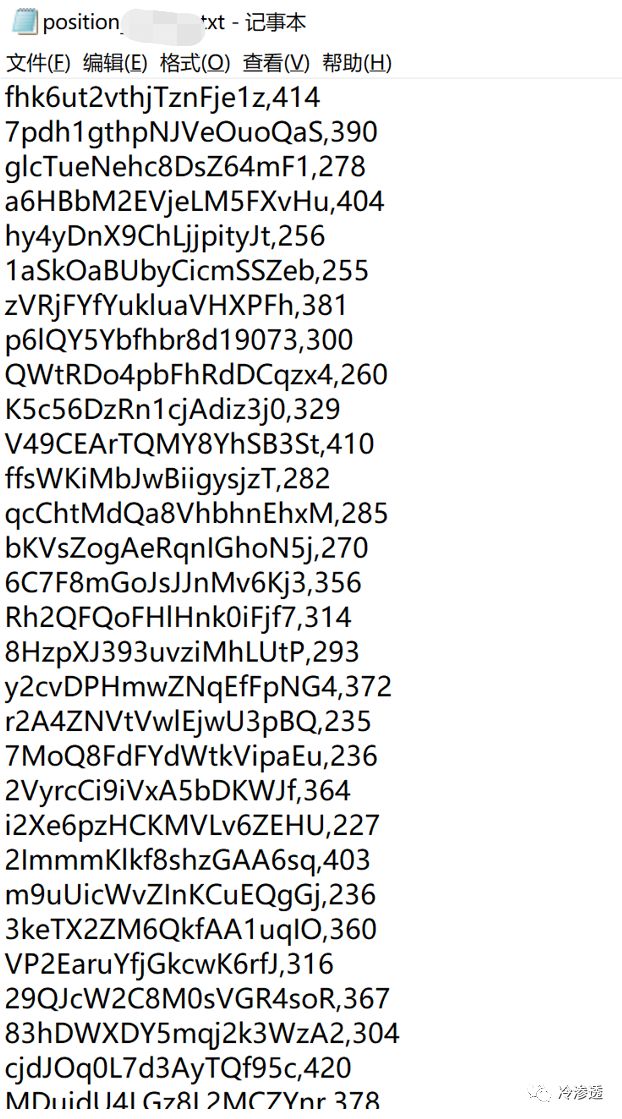 position_ txt - 记事本
文件(F) 编辑(E) 格式(O) 查看(V) 帮助(H)
fhk6ut2vthjTznFje1z,414
7pdh1gthpNJVeOuoQaS,390
glcTueNehc8DsZ64mF1,278
a6HBbM2EVjeLM5FXvHu,404
hy4yDnX9ChLjjpityJt,256
1aSkOaBUbyCicmSSZeb,255
zVRjFYfYukluaVHXPFh,381
p6lQY5Ybfhbr8d19073,300
QWtRDo4pbFhRdDCqzx4,260
K5c56DzRn1cjAdiz3j0,329
V49CEArTQMY8YhSB3St,410
ffsWKiMbJwBiigysjzT,282
qcChtMdQa8VhbhnEhxM,285
bKVsZogAeRqnIGhoN5j,270
6C7F8mGoJsJJnMv6Kj3,356
Rh2QFQoFHlHnk0iFjf7,314
8HzpXJ393uvziMhLUtP,293
y2cvDPHmwZNqEfFpNG4,372
r2A4ZNVtVwlEjwU3pBQ,235
7MoQ8FdFYdWtkVipaEu,236
2VyrcCi9iVxA5bDKWJf,364
i2Xe6pzHCKMVLv6ZEHU,227
2ImmmKlkf8shzGAA6sq,403
m9uUicWvZInKCuEQgGj,236
3keTX2ZM6QkfAA1uqIO,360
VP2EaruYfjGkcwK6rfJ,316
29QJcW2C8M0sVGR4soR,367
83hDWXDY5mqj2k3WzA2,304
cjdJOq0L7d3AyTQf95c,420
MDuidU4LGz8L2MCZYnr,378
冷渗透